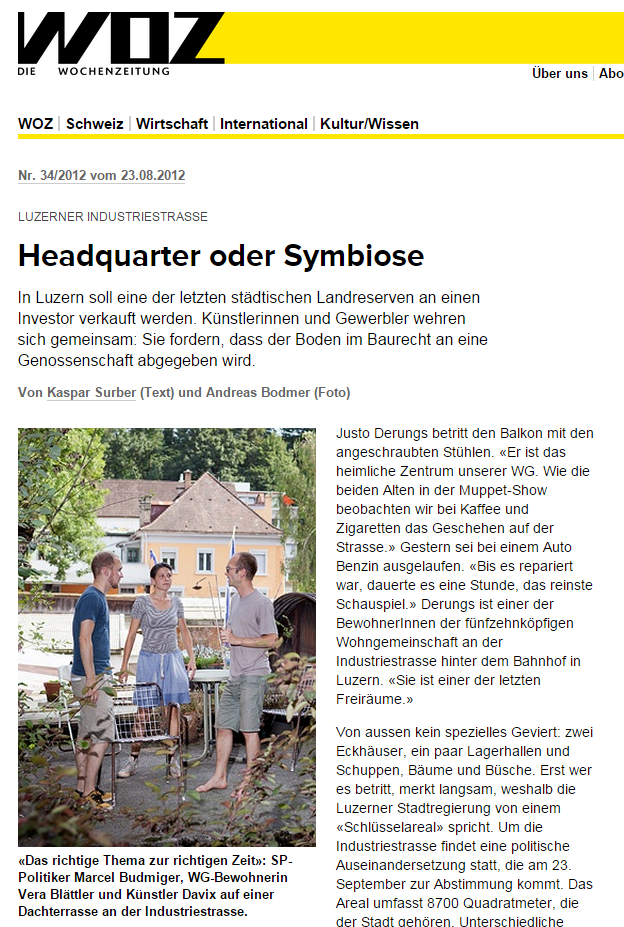 WOZ
DIE WOCHENZEITUNG
Über uns | Abo
WOZ | Schweiz | Wirtschaft | International | Kultur/Wissen
Nr. 34/2012 vom 23.08.2012
LUZERNER INDUSTRIESTRASSE
Headquarter oder Symbiose
In Luzern soll eine der letzten städtischen Landreserven an einen
Investor verkauft werden. Künstlerinnen und Gewerbler wehren
sich gemeinsam: Sie fordern, dass der Boden im Baurecht an eine
Genossenschaft abgegeben wird.
Von Kaspar Surber (Text) und Andreas Bodmer (Foto)
«Das richtige Thema zur richtigen Zeit»: SP-
Politiker Marcel Budmiger, WG-Bewohnerin
Vera Blättler und Künstler Davix auf einer
Dachterrasse an der Industriestrasse.
Justo Derungs betritt den Balkon mit den
angeschraubten Stühlen. «Er ist das
heimliche Zentrum unserer WG. Wie die
beiden Alten in der Muppet-Show
beobachten wir bei Kaffee und
Zigaretten das Geschehen auf der
Strasse.» Gestern sei bei einem Auto
Benzin ausgelaufen. «Bis es repariert
war, dauerte es eine Stunde, das reinste
Schauspiel.» Derungs ist einer der
BewohnerInnen der fünfzehnköpfigen
Wohngemeinschaft an der
Industriestrasse hinter dem Bahnhof in
Luzern. «Sie ist einer der letzten
Freiräume.»
Von aussen kein spezielles Geviert: zwei
Eckhäuser, ein paar Lagerhallen und
Schuppen, Bäume und Büsche. Erst wer
es betritt, merkt langsam, weshalb die
Luzerner Stadtregierung von einem
«Schlüsselareal» spricht. Um die
Industriestrasse findet eine politische
Auseinandersetzung statt, die am 23.
September zur Abstimmung kommt. Das
Areal umfasst 8700 Quadratmeter, die
der Stadt gehören. Unterschiedliche